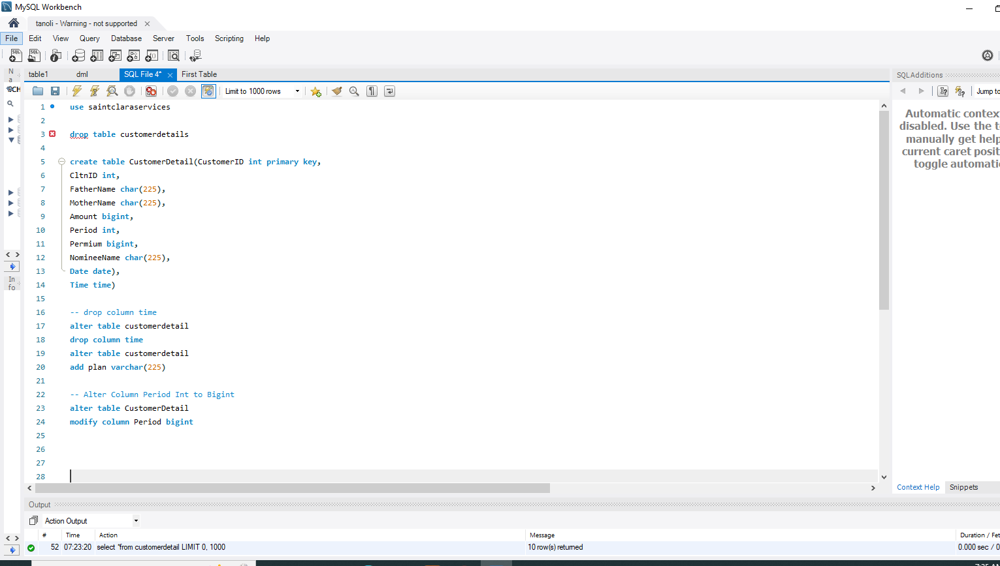 MySQL Workbench
tanoli - Warning - not supported
File Edit View Query Database Server Tools Scripting Help
table1 dml SQL File 4* First Table
SQLAdditions
Limit to 1000 rows
Jump to
N
a
CH
In
fo
1 use saintclaraservices
2
3 drop table customerdetails
4
5 create table CustomerDetail(CustomerID int primary key,
6 CltnID int,
7 FatherName char(225),
8 MotherName char(225),
9 Amount bigint,
10 Period int,
11 Permium bigint,
12 NomineeName char(225),
13 Date date),
14 Time time)
15
16 -- drop column time
17 alter table customerdetail
18 drop column time
19 alter table customerdetail
20 add plan varchar(225)
21
22 -- Alter Column Period Int to Bigint
23 alter table CustomerDetail
24 modify column Period bigint
25
26
27
28
Automatic contex
disabled. Use the t
manually get help
current caret posit
toggle automati
Context Help Snippets
Output
Action Output
# Time Action Message Duration / Fet
52 07:23:20 select *from customerdetail LIMIT 0, 1000 10 row(s) returned 0.000 sec / 0